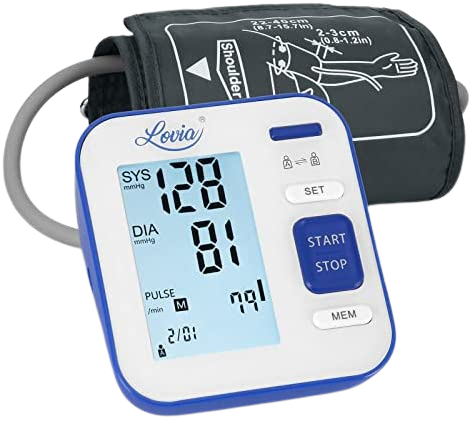 22-40cm
(8.7-15.7in)
2-3cm
(0.8-1.2in)
Shoulder
Lovia®
SYS 128
mmHg
A ⇌ B
SET
DIA 81
mmHg
START
STOP
PULSE
/min M 79
MEM
2/01
A